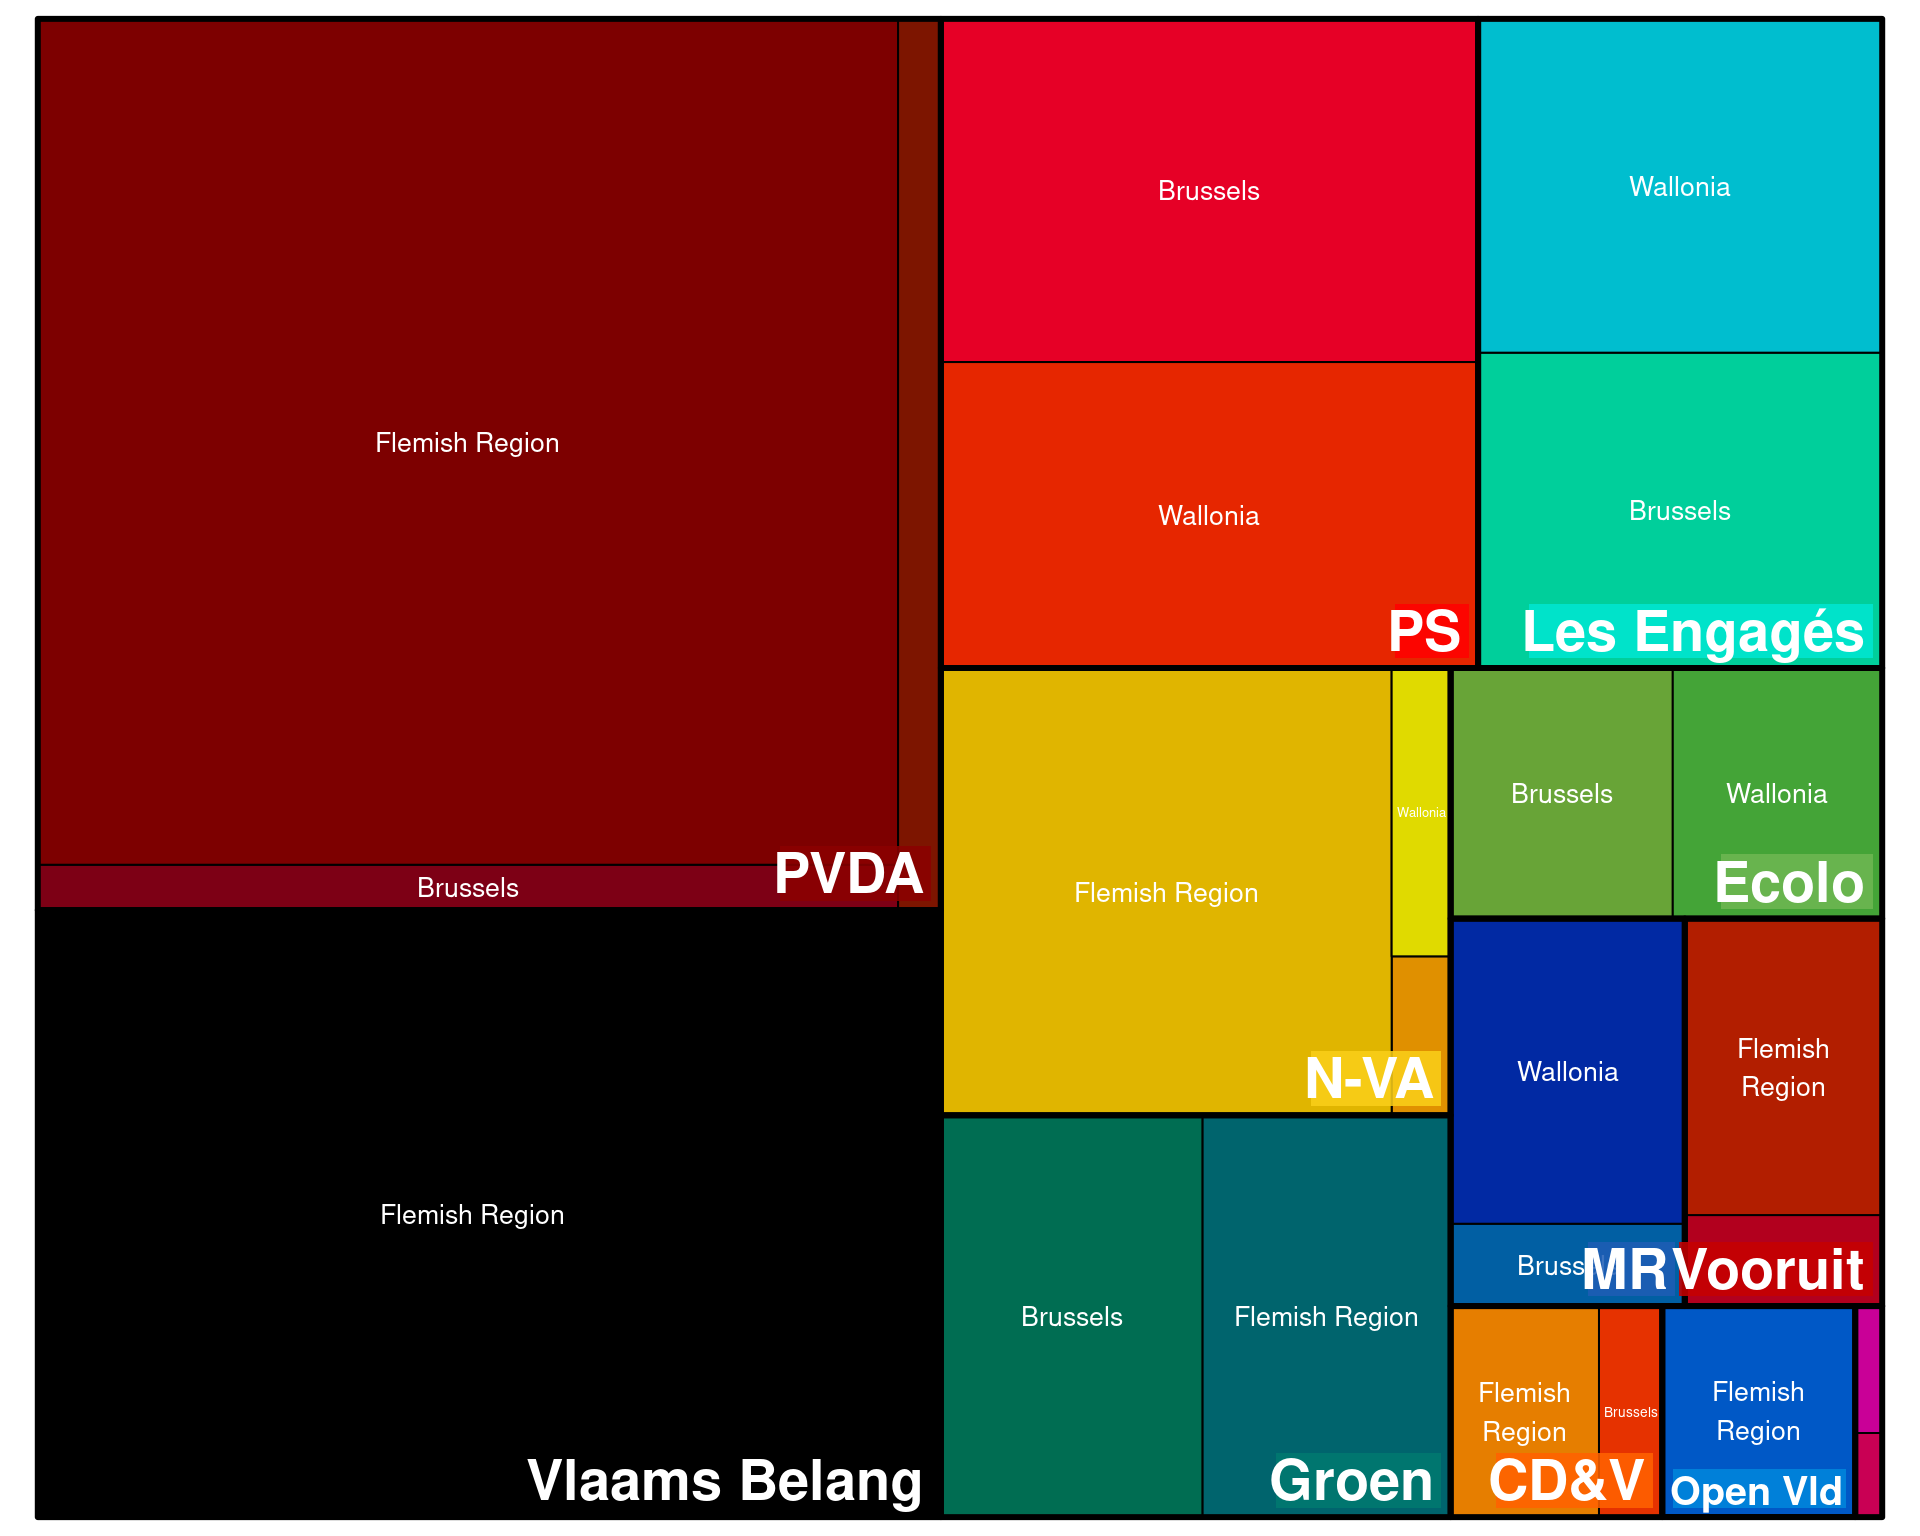 Flemish Region
Brussels
PVDA
Flemish Region
Vlaams Belang
Brussels
Wallonia
PS
Wallonia
Brussels
Les Engagés
Flemish Region
Wallonia
N-VA
Brussels
Wallonia
Ecolo
Brussels
Flemish Region
Groen
Wallonia
MR
Flemish
Region
Vooruit
Flemish
Region
Brussels
CD&V
Flemish
Region
Open Vld